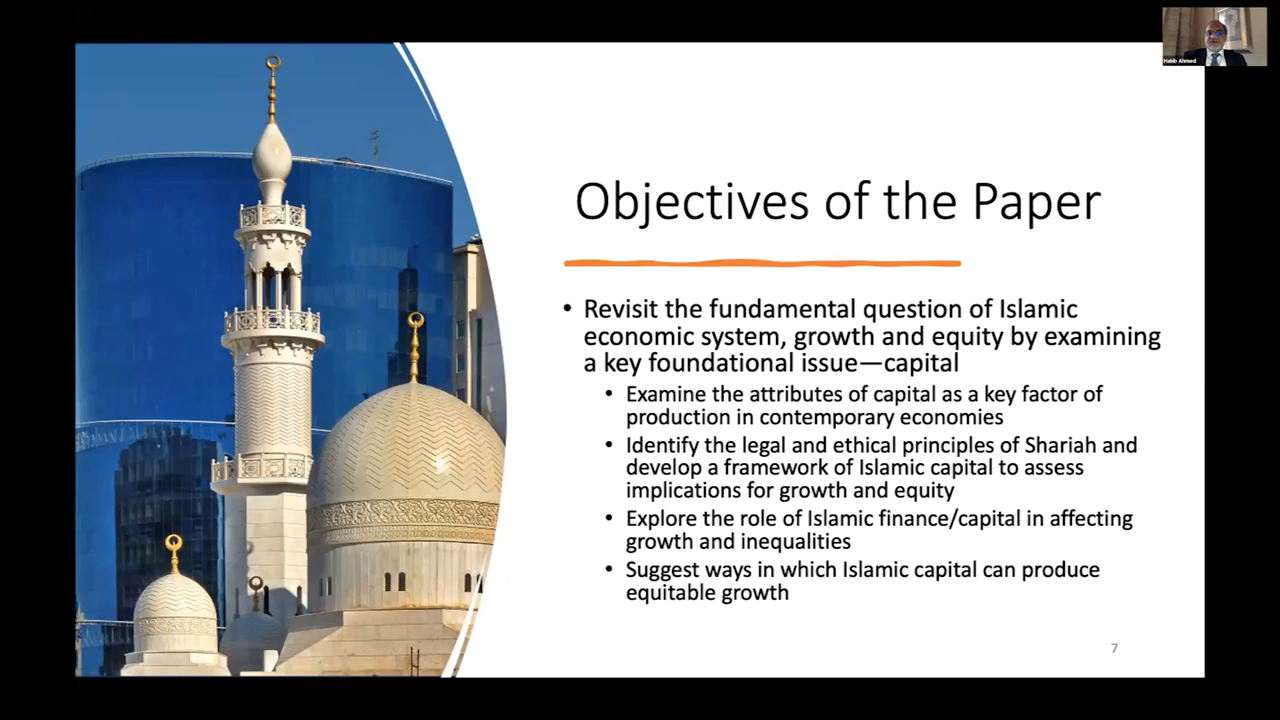 Habib Ahmed
Objectives of the Paper
• Revisit the fundamental question of Islamic
economic system, growth and equity by examining
a key foundational issue—capital
• Examine the attributes of capital as a key factor of
production in contemporary economies
• Identify the legal and ethical principles of Shariah and
develop a framework of Islamic capital to assess
implications for growth and equity
• Explore the role of Islamic finance/capital in affecting
growth and inequalities
• Suggest ways in which Islamic capital can produce
equitable growth
7